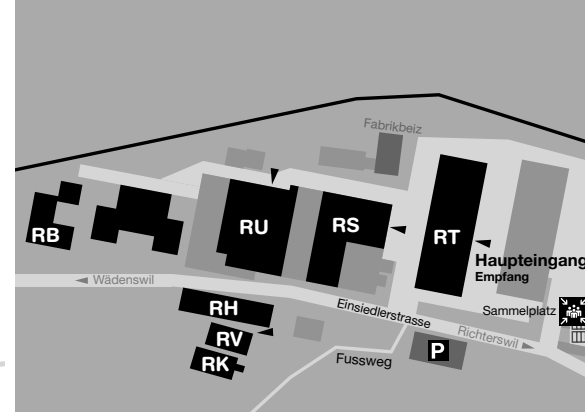 Fabrikbeiz
RB
RU
RS
RT
Haupteingang
Empfang
Wädenswil
RH
Einsiedlerstrasse
Sammelplatz
RV
Richterswil
RK
Fussweg
P